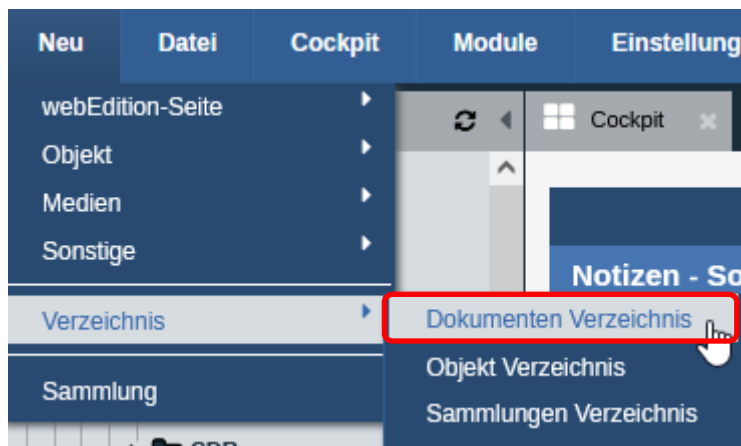 Neu Datei Cockpit Module Einstellung
webEdition-Seite
Cockpit
Objekt
Medien
Sonstige
Notizen - So
Verzeichnis
Dokumenten Verzeichnis
Objekt Verzeichnis
Sammlung
Sammlungen Verzeichnis